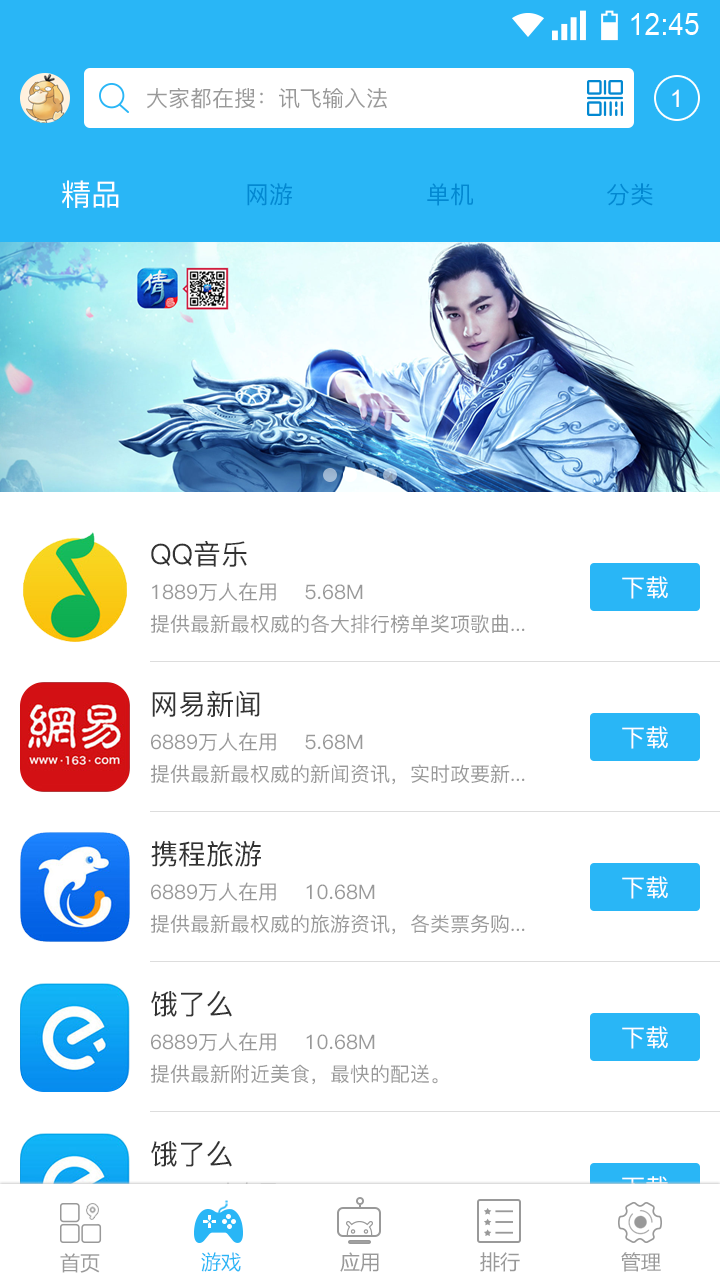 12:45
大家都在搜：讯飞输入法
1
精品
网游
单机
分类
倩
QQ音乐
1889万人在用 5.68M
提供最新最权威的各大排行榜单奖项歌曲...
下载
網易
www·163·com
网易新闻
6889万人在用 5.68M
提供最新最权威的新闻资讯，实时政要新...
下载
携程旅游
6889万人在用 10.68M
提供最新最权威的旅游资讯，各类票务购...
下载
饿了么
6889万人在用 10.68M
提供最新附近美食，最快的配送。
下载
饿了么
下载
首页
游戏
应用
排行
管理